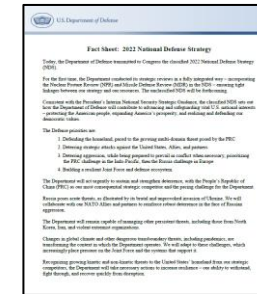 U.S. Department of Defense
Fact Sheet: 2022 National Defense Strategy
Today, the Department of Defense transmitted to Congress the classified 2022 National Defense Strategy
(NDS).
For the first time, the Department conducted its strategic reviews in a fully integrated way – incorporating
the Nuclear Posture Review (NPR) and Missile Defense Review (MDR) in the NDS – ensuring tight
linkages between our strategy and our resources. The unclassified NDS will be forthcoming.
Consistent with the President's Interim National Security Strategic Guidance, the classified NDS sets out
how the Department of Defense will contribute to advancing and safeguarding vital U.S. national interests
– protecting the American people, expanding America's prosperity, and realizing and defending our
democratic values.
The Defense priorities are:
1. Defending the homeland, paced to the growing multi-domain threat posed by the PRC
2. Deterring strategic attacks against the United States, Allies, and partners
3. Deterring aggression, while being prepared to prevail in conflict when necessary, prioritizing
the PRC challenge in the Indo-Pacific, then the Russia challenge in Europe
4. Building a resilient Joint Force and defense ecosystem.
The Department will act urgently to sustain and strengthen deterrence, with the People's Republic of
China (PRC) as our most consequential strategic competitor and the pacing challenge for the Department.
Russia poses acute threats, as illustrated by its brutal and unprovoked invasion of Ukraine. We will
collaborate with our NATO Allies and partners to reinforce robust deterrence in the face of Russian
aggression.
The Department will remain capable of managing other persistent threats, including those from North
Korea, Iran, and violent extremist organizations.
Changes in global climate and other dangerous transboundary threats, including pandemics, are
transforming the context in which the Department operates. We will adapt to these challenges, which
increasingly place pressure on the Joint Force and the systems that support it.
Recognizing growing kinetic and non-kinetic threats to the United States' homeland from our strategic
competitors, the Department will take necessary actions to increase resilience – our ability to withstand,
fight through, and recover quickly from disruption.